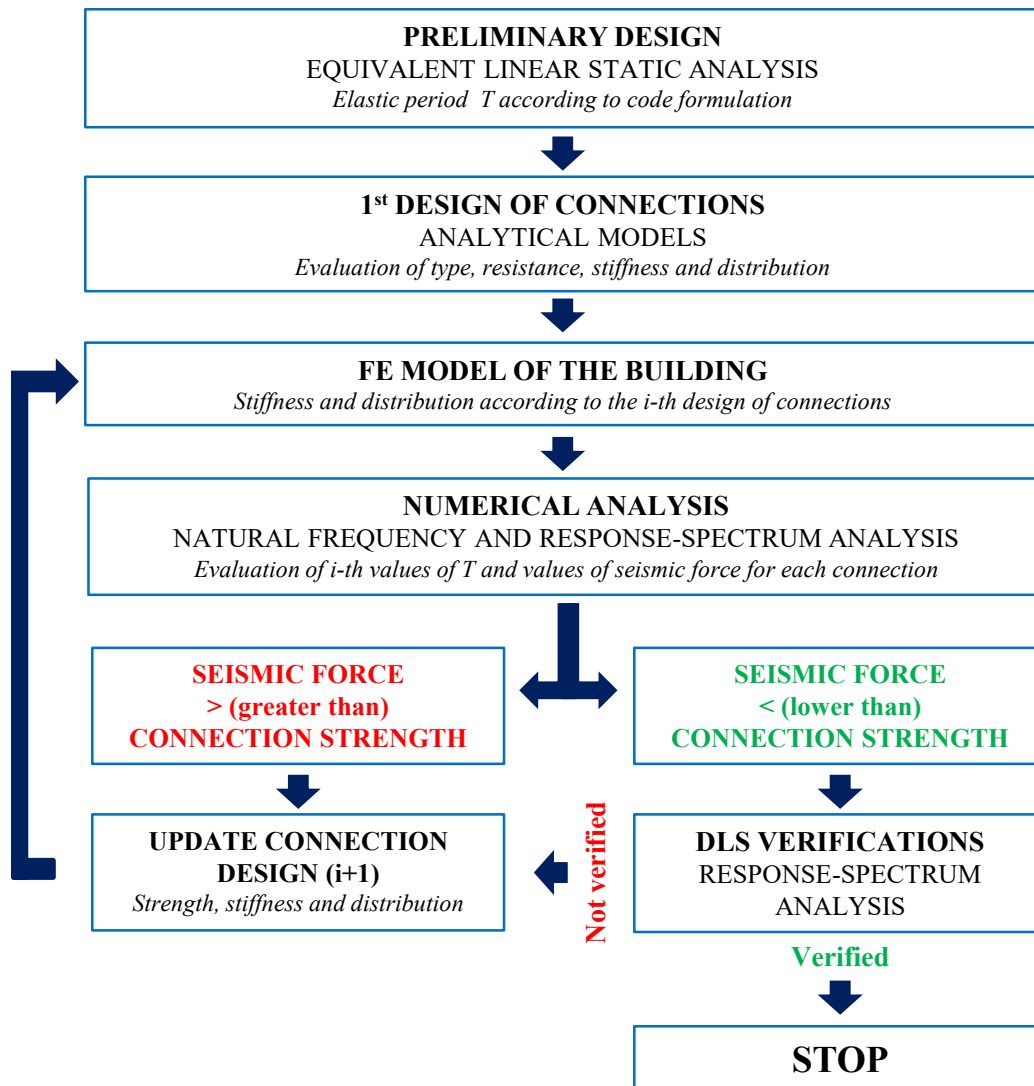 PRELIMINARY DESIGN
EQUIVALENT LINEAR STATIC ANALYSIS
Elastic period T according to code formulation
1st DESIGN OF CONNECTIONS
ANALYTICAL MODELS
Evaluation of type, resistance, stiffness and distribution
FE MODEL OF THE BUILDING
Stiffness and distribution according to the i-th design of connections
NUMERICAL ANALYSIS
NATURAL FREQUENCY AND RESPONSE-SPECTRUM ANALYSIS
Evaluation of i-th values of T and values of seismic force for each connection
SEISMIC FORCE
> (greater than)
CONNECTION STRENGTH
SEISMIC FORCE
< (lower than)
CONNECTION STRENGTH
UPDATE CONNECTION
DESIGN (i+1)
Strength, stiffness and distribution
Not verified
DLS VERIFICATIONS
RESPONSE-SPECTRUM
ANALYSIS
Verified
STOP